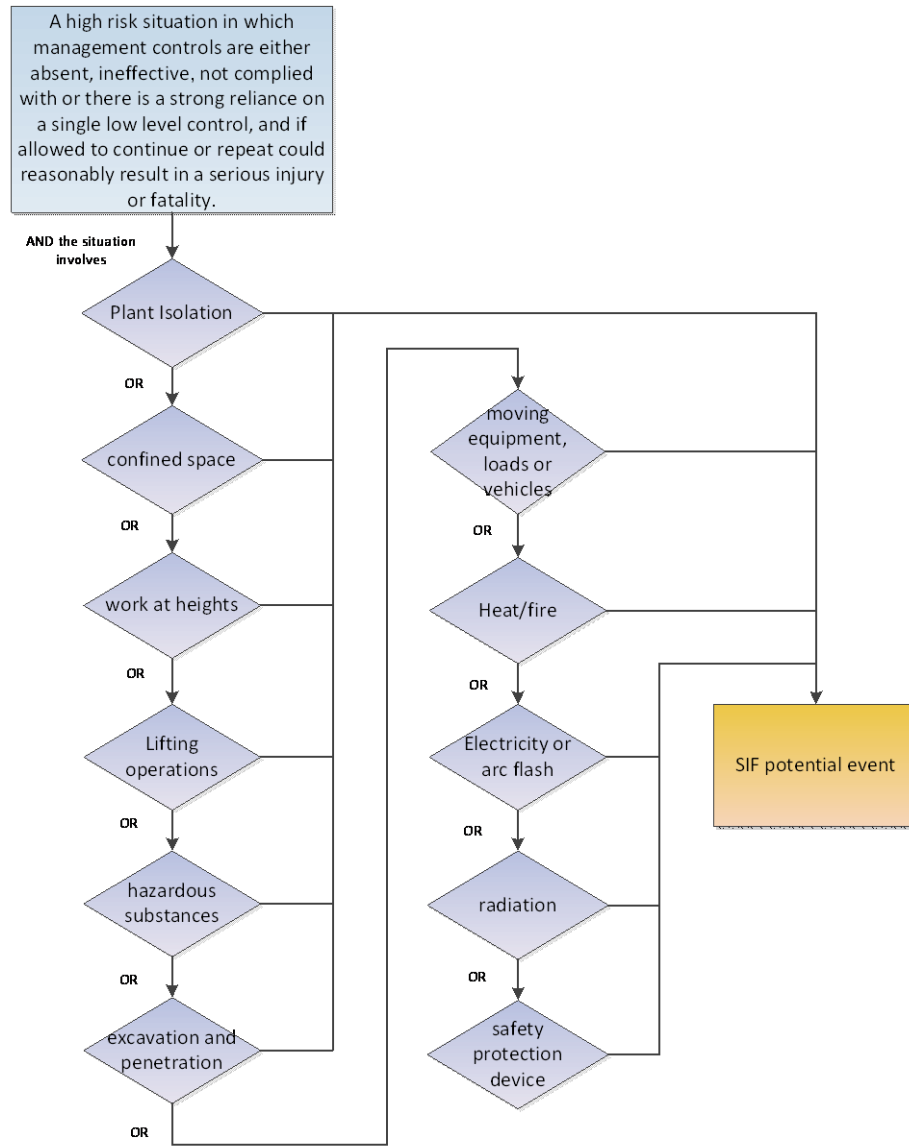 A high risk situation in which
management controls are either
absent, ineffective, not complied
with or there is a strong reliance on
a single low level control, and if
allowed to continue or repeat could
reasonably result in a serious injury
or fatality.
AND the situation
involves
Plant Isolation
OR
confined space
OR
work at heights
OR
Lifting
operations
OR
hazardous
substances
OR
excavation and
penetration
OR
moving
equipment,
loads or
vehicles
OR
Heat/fire
OR
Electricity or
arc flash
OR
radiation
OR
safety
protection
device
SIF potential event